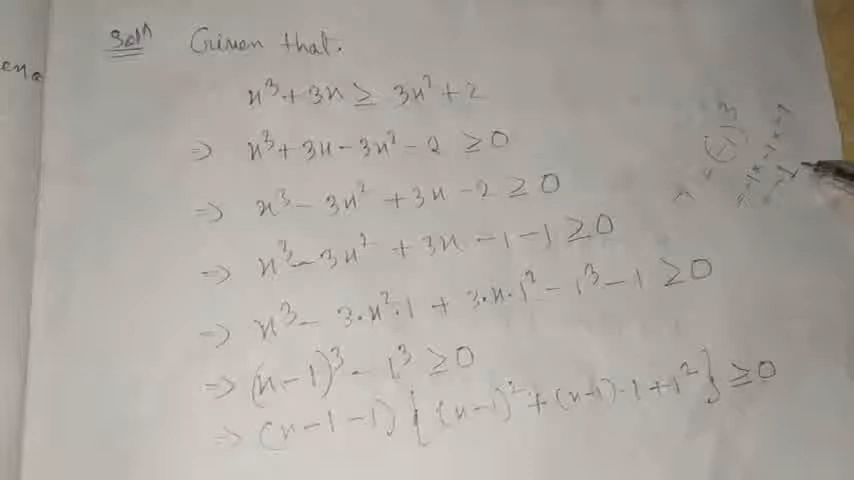 Solⁿ Given that.
x³ + 3x ≥ 3x² + 2
⇒ x³ + 3x - 3x² - 2 ≥ 0
⇒ x³ - 3x² + 3x - 2 ≥ 0
⇒ x³ - 3x² + 3x - 1 - 1 ≥ 0
⇒ x³ - 3·x²·1 + 3·x·1² - 1³ - 1 ≥ 0
⇒ (x-1)³ - 1³ ≥ 0
⇒ (x-1-1) {(x-1)² + (x-1)·1 + 1²} ≥ 0